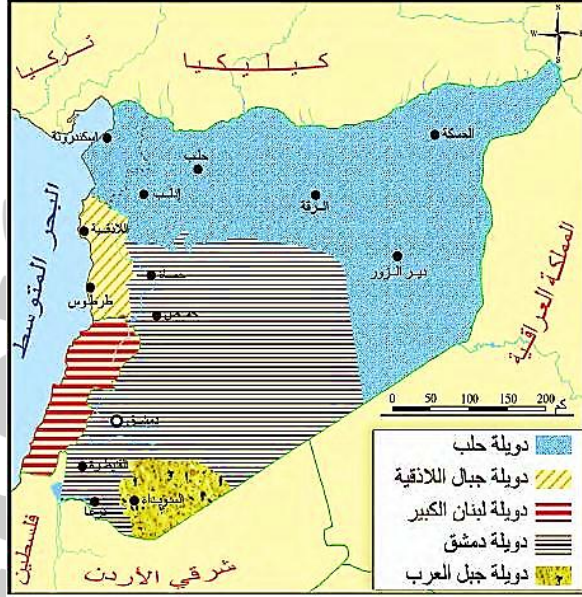 S
W
E
S
تركيا
كيليكيا
اسكندرونة
حلب
الحسكة
إدلب
الرقة
اللاذقية
دير الزور
حماة
طرطوس
حمص
البحر المتوسط
المملكة العراقية
دمشق
القنيطرة
درعا
السويداء
فلسطين
شرقي الأردن
0 50 100 150 200 كم
دويلة حلب
دويلة جبال اللاذقية
دويلة لبنان الكبير
دويلة دمشق
دويلة جبل العرب